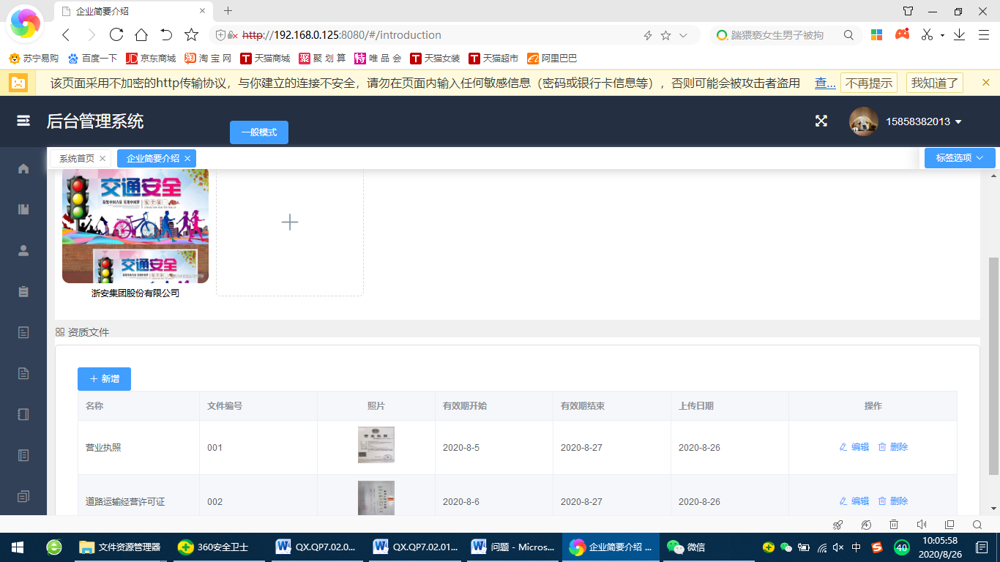 企业简要介绍
http://192.168.0.125:8080/#/introduction
踹猥亵女生男子被拘
苏宁易购 百度一下 京东商城 淘 宝 网 天猫商城 聚 划 算 唯 品 会 天猫女装 天猫超市 阿里巴巴
该页面采用不加密的http传输协议，与你建立的连接不安全，请勿在页面内输入任何敏感信息（密码或银行卡信息等），否则可能会被攻击者盗用 查... 不再提示 我知道了
后台管理系统
一般模式
15858382013
系统首页 企业简要介绍 标签选项
交通安全
交通安全
浙安集团股份有限公司
资质文件
新增
名称 文件编号 照片 有效期开始 有效期结束 上传日期 操作
营业执照 001 2020-8-5 2020-8-27 2020-8-26 编辑 删除
道路运输经营许可证 002 2020-8-6 2020-8-27 2020-8-26 编辑 删除
文件资源管理器 360安全卫士 QX.QP7.02.0... QX.QP7.02.01... 问题 - Micros... 企业简要介绍 ... 微信 中 40 10:05:58
2020/8/26